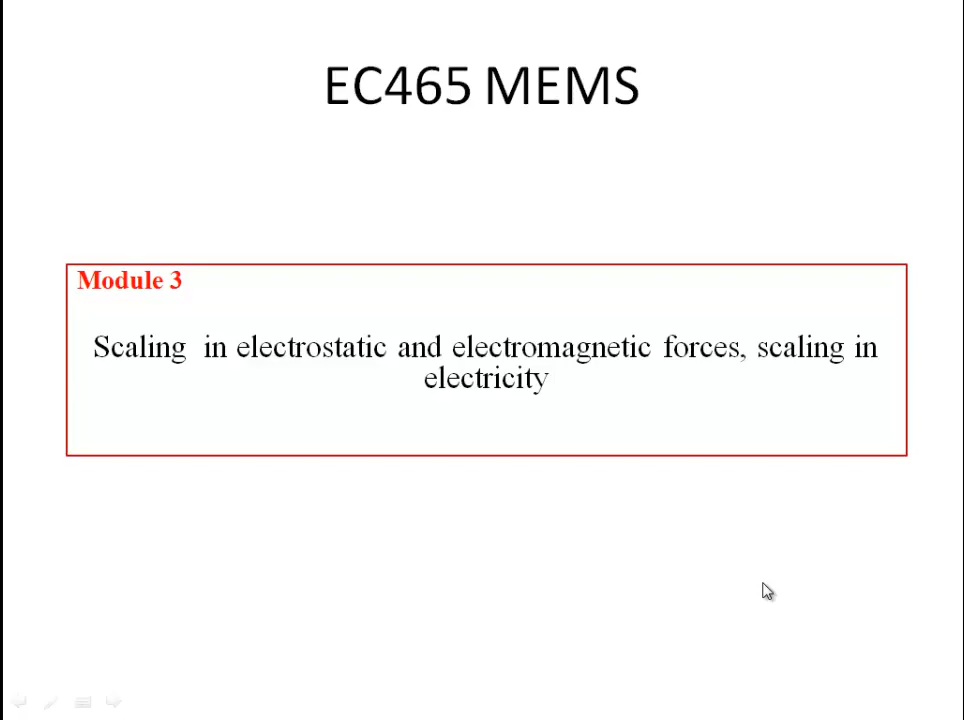 EC465 MEMS
Module 3
Scaling in electrostatic and electromagnetic forces, scaling in
electricity